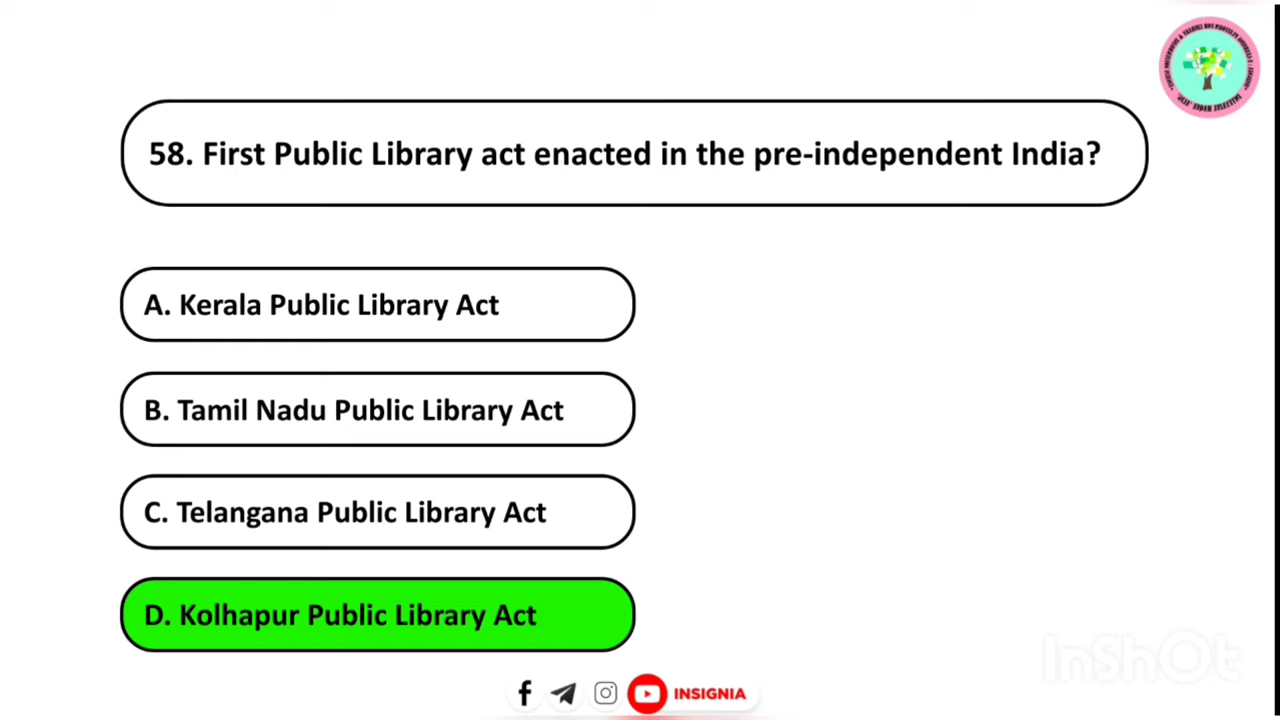 58. First Public Library act enacted in the pre-independent India?
A. Kerala Public Library Act
B. Tamil Nadu Public Library Act
C. Telangana Public Library Act
D. Kolhapur Public Library Act
INSIGNIA
InShOt